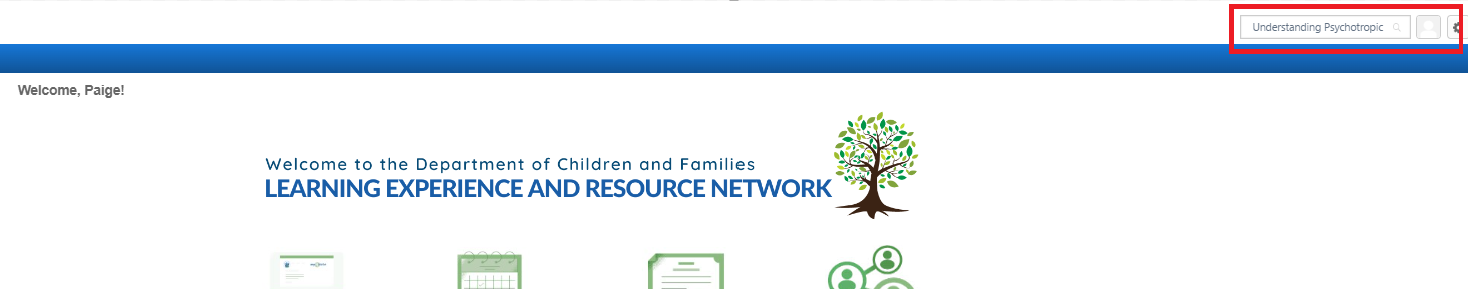 Understanding Psychotropic
Welcome, Paige!
Welcome to the Department of Children and Families
LEARNING EXPERIENCE AND RESOURCE NETWORK